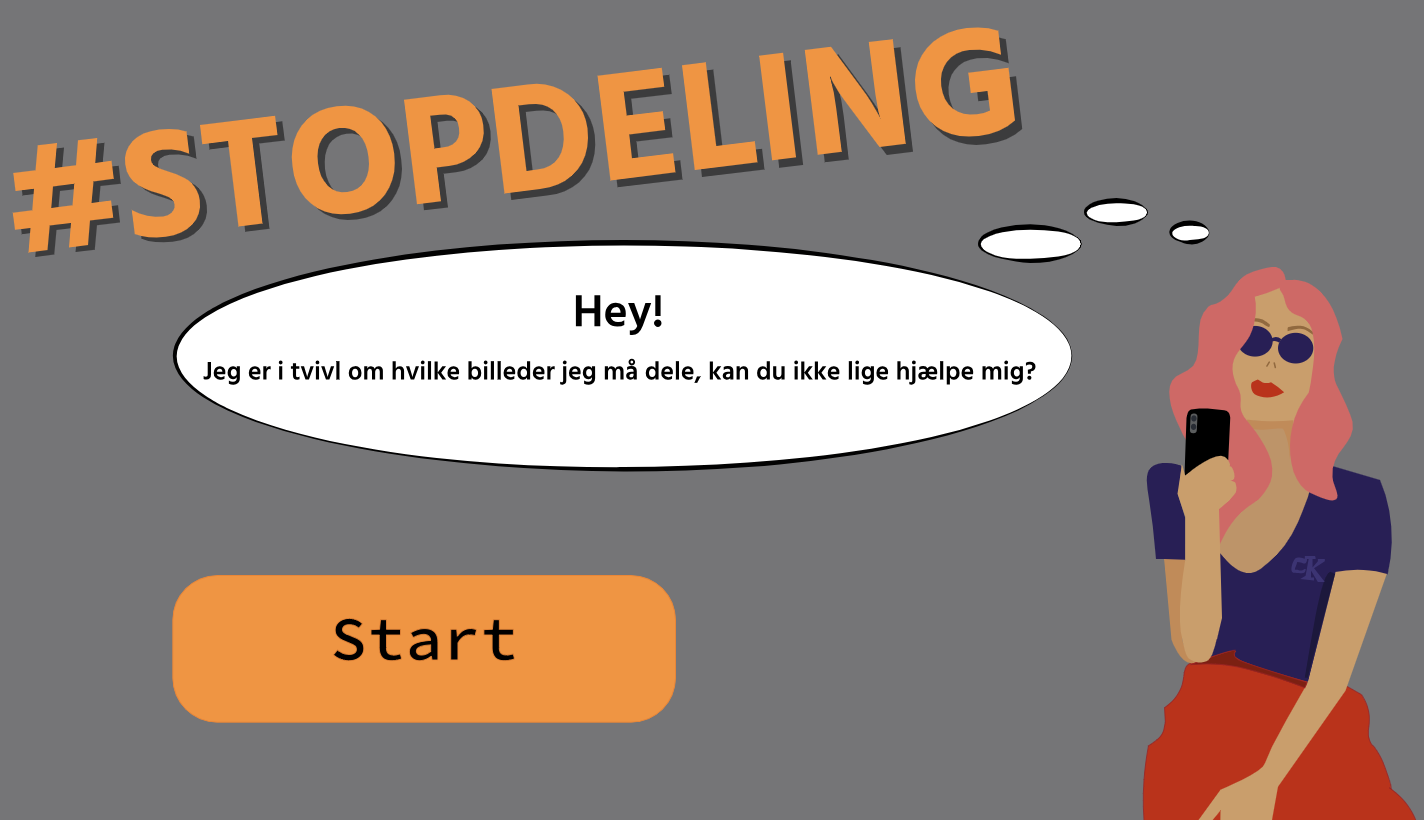 #STOPDELING
Hey!
Jeg er i tvivl om hvilke billeder jeg må dele, kan du ikke lige hjælpe mig?
cK
Start